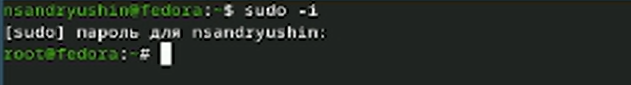 nsandryushin@fedora:~$ sudo -i
[sudo] пароль для nsandryushin:
root@fedora:~#